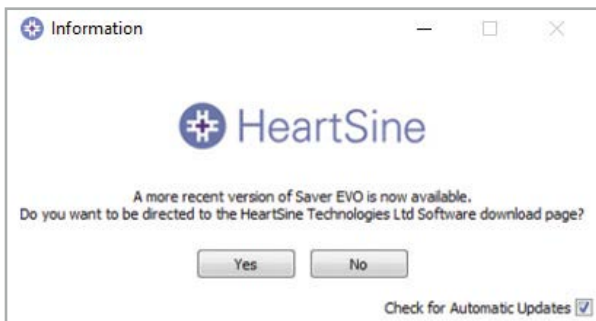 Information
HeartSine
A more recent version of Saver EVO is now available.
Do you want to be directed to the HeartSine Technologies Ltd Software download page?
Yes No
Check for Automatic Updates